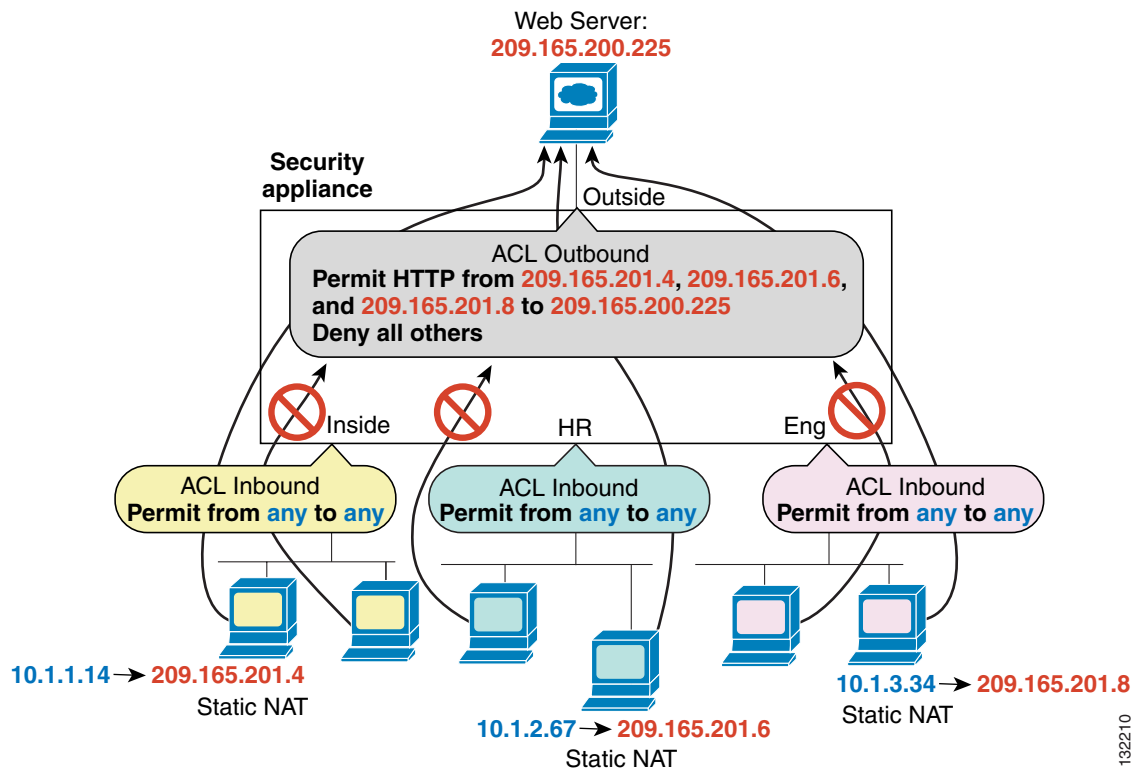 Web Server:
209.165.200.225
Security
appliance
Outside
ACL Outbound
Permit HTTP from 209.165.201.4, 209.165.201.6,
and 209.165.201.8 to 209.165.200.225
Deny all others
Inside
HR
Eng
ACL Inbound
Permit from any to any
ACL Inbound
Permit from any to any
ACL Inbound
Permit from any to any
10.1.1.14 209.165.201.4
Static NAT
10.1.2.67 209.165.201.6
Static NAT
10.1.3.34 209.165.201.8
Static NAT
132210